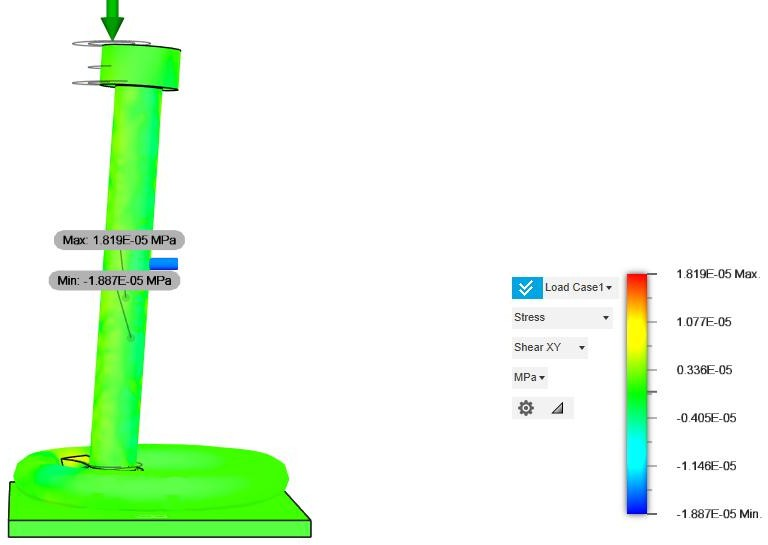 Max: 1.819E-05 MPa
Min: -1.887E-05 MPa
Load Case1
Stress
Shear XY
MPa
1.819E-05 Max.
1.077E-05
0.336E-05
-0.405E-05
-1.146E-05
-1.887E-05 Min.